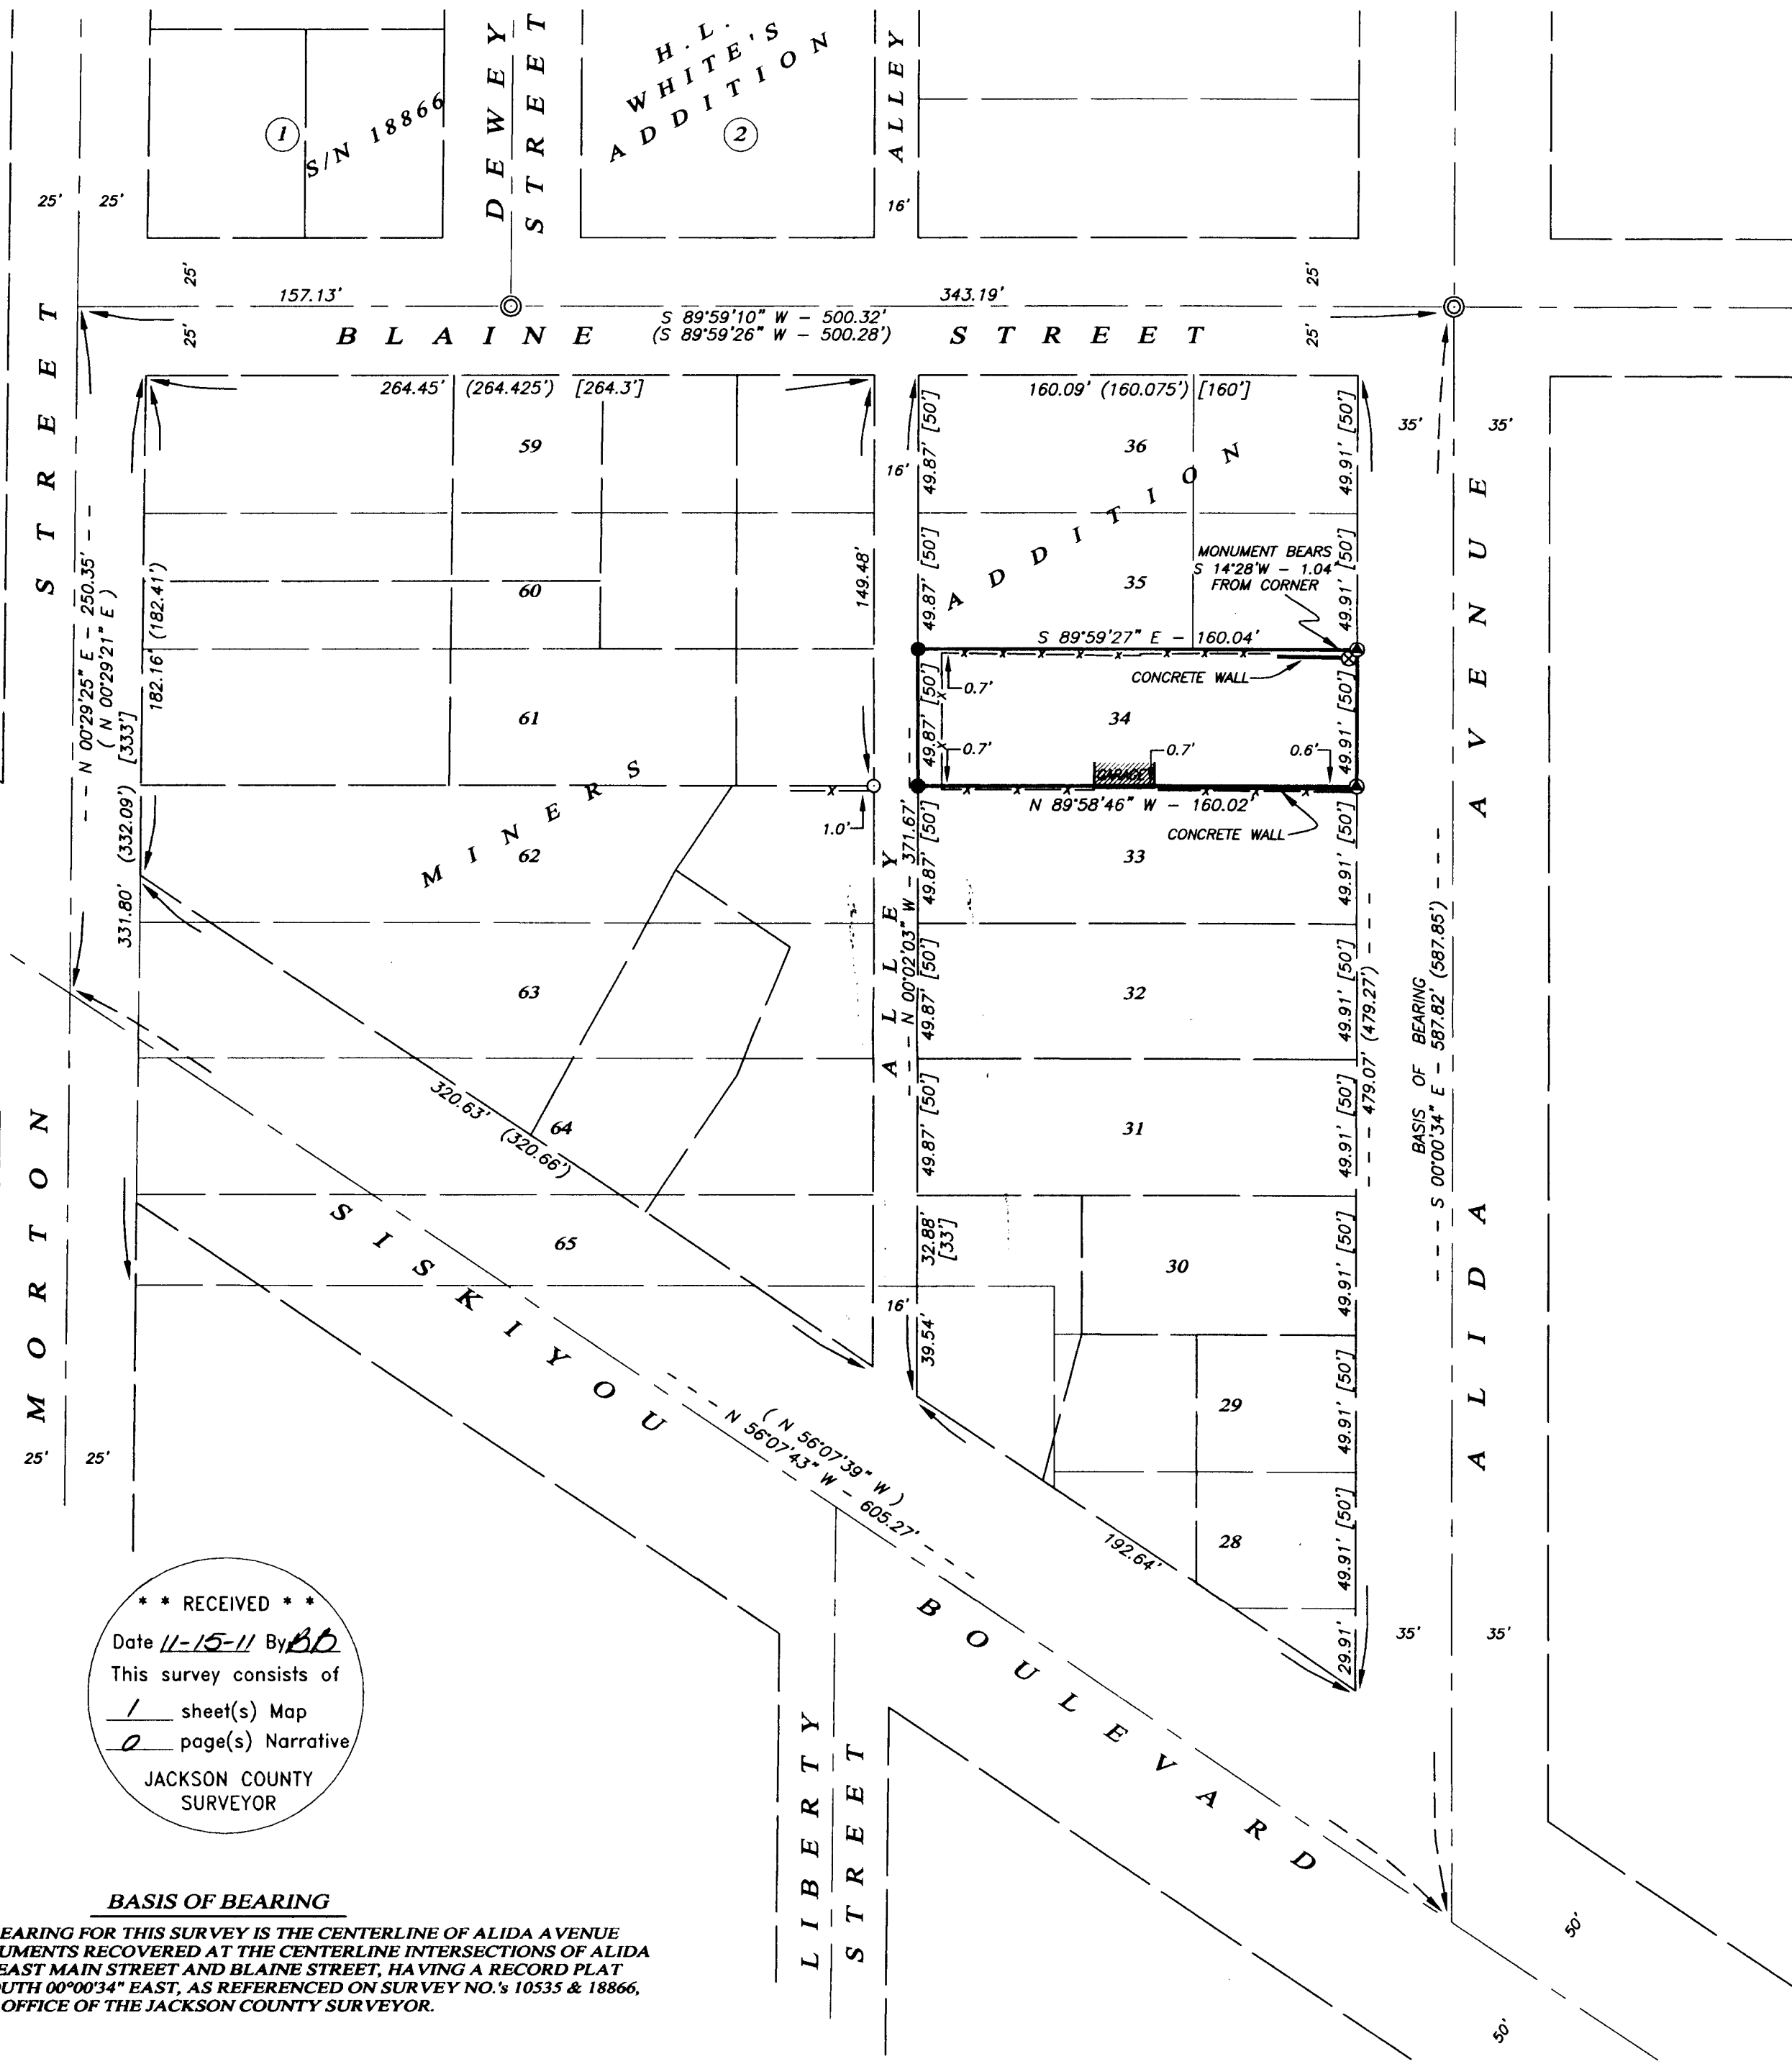 H. L.
WHITE'S
ADDITION
1
S/N 18866
2
DEWEY
STREET
ALLEY
25'
25'
16'
25'
25'
157.13'
343.19'
S 89°59'10" W - 500.32'
(S 89°59'26" W - 500.28')
BLAINE STREET
25'
25'
264.45' (264.425') [264.3']
160.09' (160.075') [160']
STREET
MORTON
- - N 00°29'25" E - 250.35' - -
( N 00°29'21" E )
182.16' (182.41')
331.80' (332.09') [333']
25'
25'
59
60
61
62
63
64
65
MINERS
ADDITION
149.48'
16'
1.0'
ALLEY
- - N 00°02'03" W - 371.67' - -
49.87' [50']
49.87' [50']
49.87' [50']
49.87' [50']
49.87' [50']
49.87' [50']
32.88'
[33']
39.54'
16'
36
35
34
33
32
31
30
29
28
MONUMENT BEARS
S 14°28'W - 1.04'
FROM CORNER
S 89°59'27" E - 160.04'
CONCRETE WALL
0.7'
0.7'
0.7'
0.6'
GARAGE
N 89°58'46" W - 160.02'
CONCRETE WALL
49.91' [50']
49.91' [50']
49.91' [50']
49.91' [50']
49.91' [50']
49.91' [50']
49.91' [50']
49.91' [50']
49.91' [50']
29.91'
- - - 479.07' (479.27') - - -
35'
35'
BASIS OF BEARING
- - - S 00°00'34" E - 587.82' (587.85') - - -
ALIDA AVENUE
35'
35'
320.63' (320.66')
SISKIYOU BOULEVARD
( N 56°07'39" W )
- - - N 56°07'43" W - 605.27' - - -
192.64'
LIBERTY
STREET
50'
50'
* * RECEIVED * *
Date 11-15-11 By BB
This survey consists of
1 sheet(s) Map
0 page(s) Narrative
JACKSON COUNTY
SURVEYOR
BASIS OF BEARING
EARING FOR THIS SURVEY IS THE CENTERLINE OF ALIDA AVENUE
UMENTS RECOVERED AT THE CENTERLINE INTERSECTIONS OF ALIDA
EAST MAIN STREET AND BLAINE STREET, HAVING A RECORD PLAT
UTH 00°00'34" EAST, AS REFERENCED ON SURVEY NO.'s 10535 & 18866,
OFFICE OF THE JACKSON COUNTY SURVEYOR.